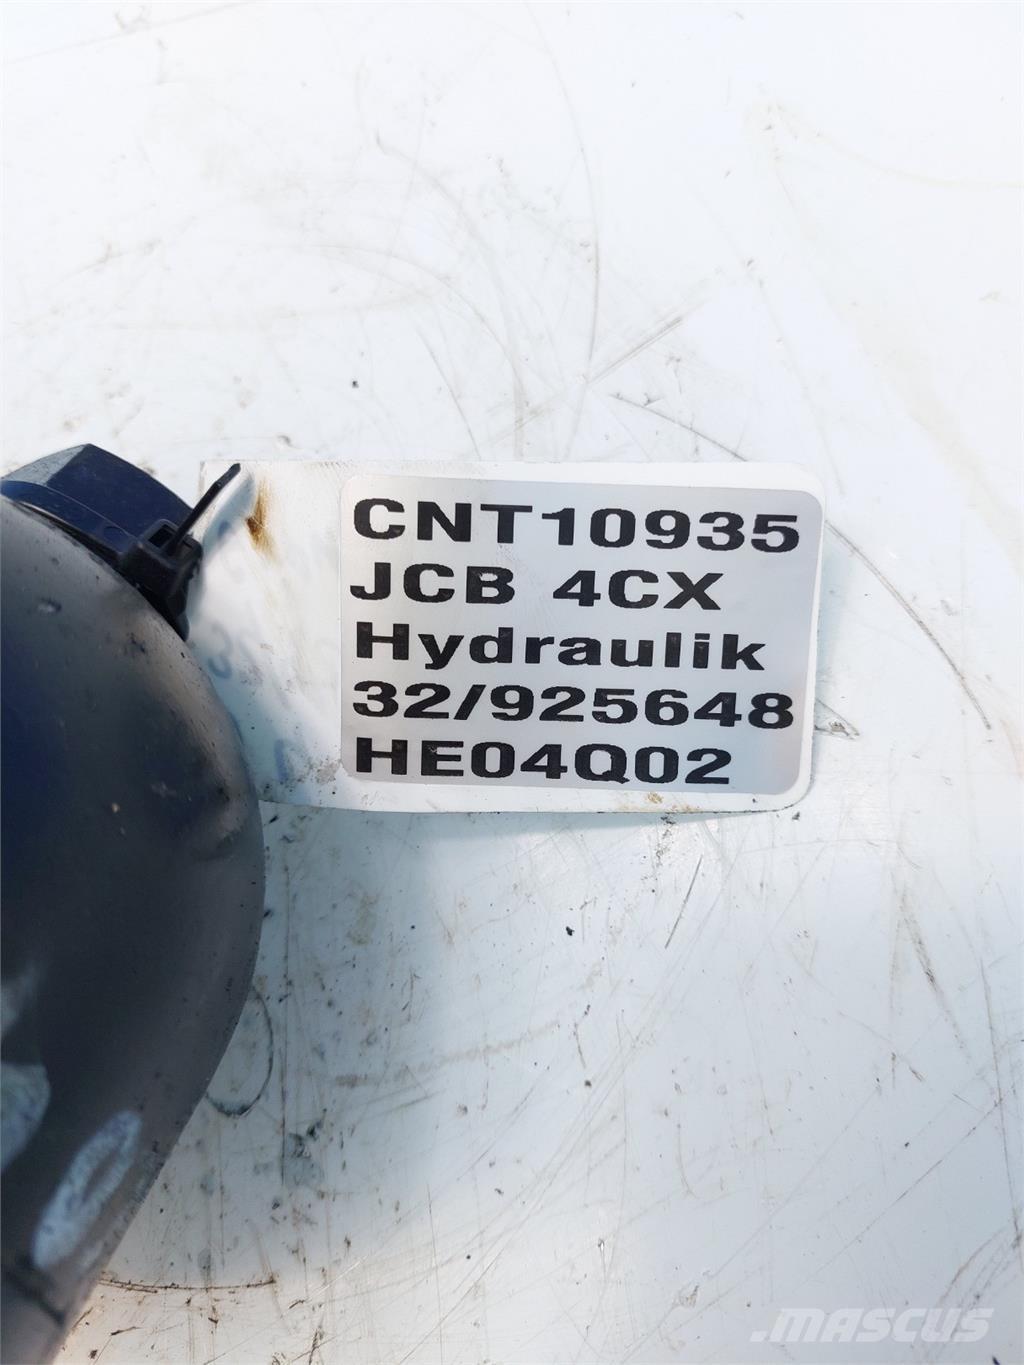 CNT10935
JCB 4CX
Hydraulik
32/925648
HE04Q02
.MASCUS